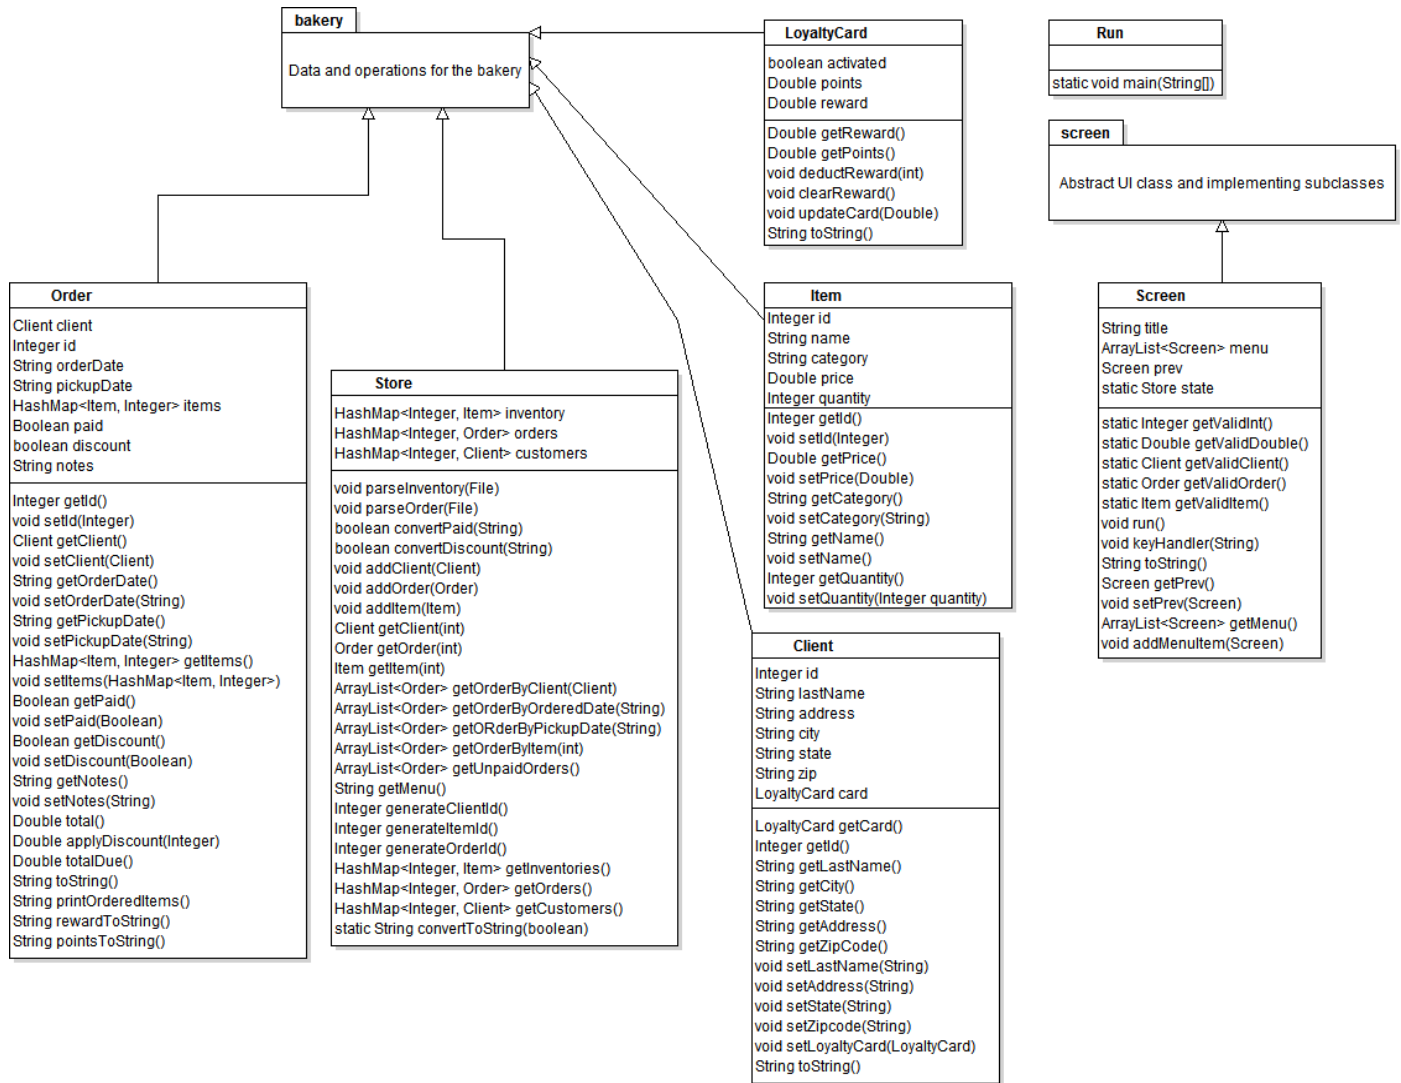 bakery
Data and operations for the bakery
LoyaltyCard
boolean activated
Double points
Double reward
Double getReward()
Double getPoints()
void deductReward(int)
void clearReward()
void updateCard(Double)
String toString()
Run
static void main(String[])
screen
Abstract UI class and implementing subclasses
Order
Client client
Integer id
String orderDate
String pickupDate
HashMap<Item, Integer> items
Boolean paid
boolean discount
String notes
Integer getId()
void setId(Integer)
Client getClient()
void setClient(Client)
String getOrderDate()
void setOrderDate(String)
String getPickupDate()
void setPickupDate(String)
HashMap<Item, Integer> getItems()
void setItems(HashMap<Item, Integer>)
Boolean getPaid()
void setPaid(Boolean)
Boolean getDiscount()
void setDiscount(Boolean)
String getNotes()
void setNotes(String)
Double total()
Double applyDiscount(Integer)
Double totalDue()
String toString()
String printOrderedItems()
String rewardToString()
String pointsToString()
Store
HashMap<Integer, Item> inventory
HashMap<Integer, Order> orders
HashMap<Integer, Client> customers
void parseInventory(File)
void parseOrder(File)
boolean convertPaid(String)
boolean convertDiscount(String)
void addClient(Client)
void addOrder(Order)
void addItem(Item)
Client getClient(int)
Order getOrder(int)
Item getItem(int)
ArrayList<Order> getOrderByClient(Client)
ArrayList<Order> getOrderByOrderedDate(String)
ArrayList<Order> getORderByPickupDate(String)
ArrayList<Order> getOrderByItem(int)
ArrayList<Order> getUnpaidOrders()
String getMenu()
Integer generateClientId()
Integer generateItemId()
Integer generateOrderId()
HashMap<Integer, Item> getInventories()
HashMap<Integer, Order> getOrders()
HashMap<Integer, Client> getCustomers()
static String convertToString(boolean)
Item
Integer id
String name
String category
Double price
Integer quantity
Integer getId()
void setId(Integer)
Double getPrice()
void setPrice(Double)
String getCategory()
void setCategory(String)
String getName()
void setName()
Integer getQuantity()
void setQuantity(Integer quantity)
Client
Integer id
String lastName
String address
String city
String state
String zip
LoyaltyCard card
LoyaltyCard getCard()
Integer getId()
String getLastName()
String getCity()
String getState()
String getAddress()
String getZipCode()
void setLastName(String)
void setAddress(String)
void setState(String)
void setZipcode(String)
void setLoyaltyCard(LoyaltyCard)
String toString()
Screen
String title
ArrayList<Screen> menu
Screen prev
static Store state
static Integer getValidInt()
static Double getValidDouble()
static Client getValidClient()
static Order getValidOrder()
static Item getValidItem()
void run()
void keyHandler(String)
String toString()
Screen getPrev()
void setPrev(Screen)
ArrayList<Screen> getMenu()
void addMenuItem(Screen)